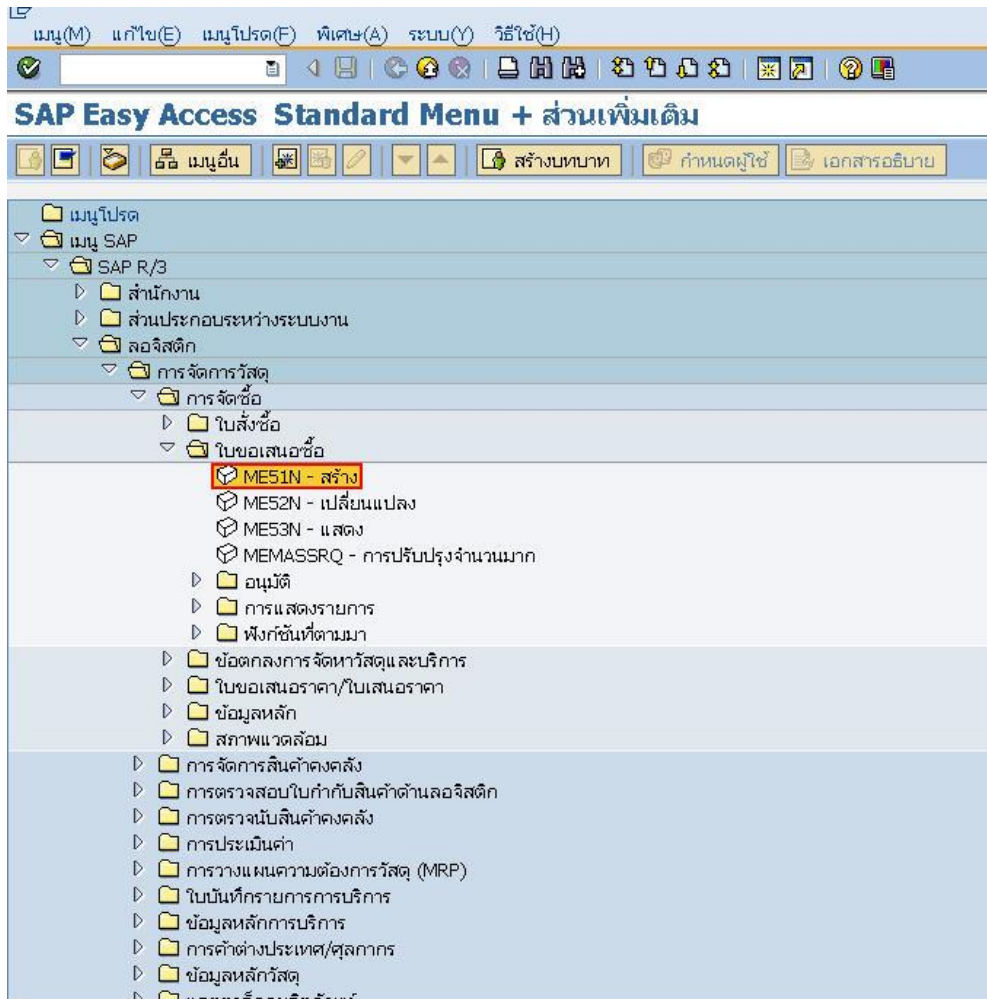 เมนู(M) แก้ไข(E) เมนูโปรด(F) พิเศษ(A) ระบบ(Y) วิธีใช้(H)
SAP Easy Access Standard Menu + ส่วนเพิ่มเติม
เมนูอื่น สร้างบทบาท กำหนดผู้ใช้ เอกสารอธิบาย
เมนูโปรด
เมนู SAP
SAP R/3
สำนักงาน
ส่วนประกอบระหว่างระบบงาน
ลอจิสติก
การจัดการวัสดุ
การจัดซื้อ
ใบสั่งซื้อ
ใบขอเสนอซื้อ
ME51N - สร้าง
ME52N - เปลี่ยนแปลง
ME53N - แสดง
MEMASSRQ - การปรับปรุงจำนวนมาก
อนุมัติ
การแสดงรายการ
ฟังก์ชันที่ตามมา
ข้อตกลงการจัดหาวัสดุและบริการ
ใบขอเสนอราคา/ใบเสนอราคา
ข้อมูลหลัก
สภาพแวดล้อม
การจัดการสินค้าคงคลัง
การตรวจสอบใบกำกับสินค้าด้านลอจิสติก
การตรวจนับสินค้าคงคลัง
การประเมินค่า
การวางแผนความต้องการวัสดุ (MRP)
ใบบันทึกรายการการบริการ
ข้อมูลหลักการบริการ
การค้าต่างประเทศ/ศุลกากร
ข้อมูลหลักวัสดุ